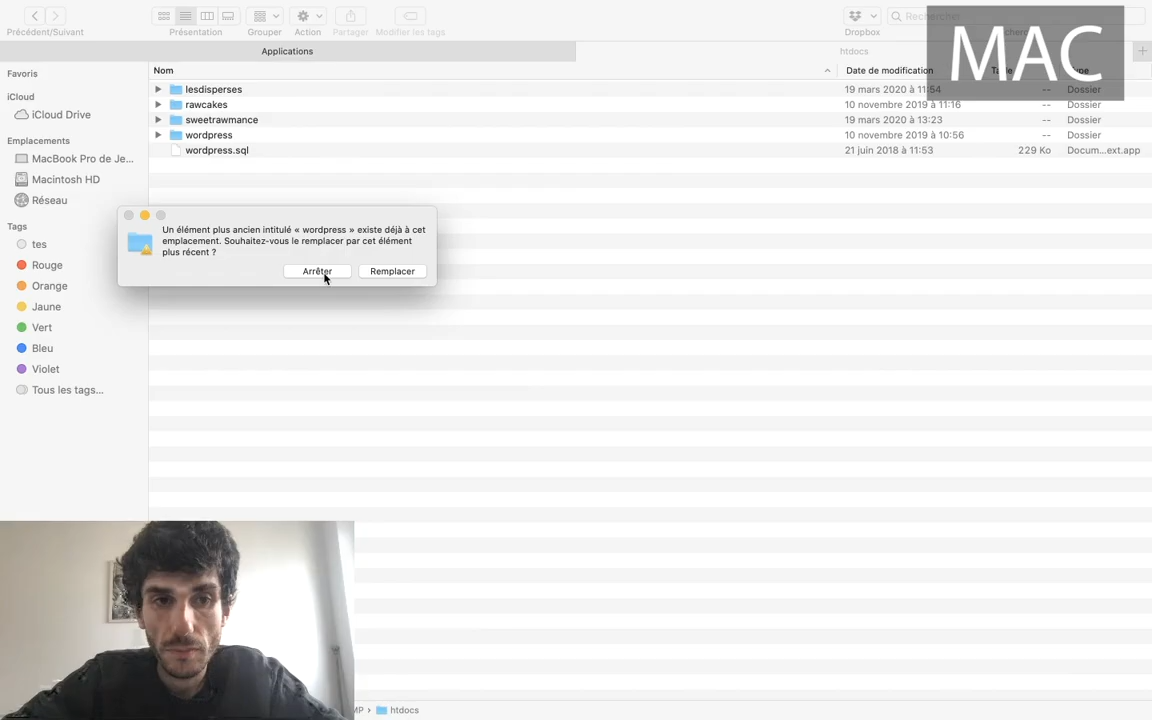 MAC
Précédent/Suivant
Présentation
Grouper
Action
Partager
Modifier les tags
Dropbox
Rechercher
Applications
htdocs
Favoris
iCloud
iCloud Drive
Emplacements
MacBook Pro de Je...
Macintosh HD
Réseau
Tags
tes
Rouge
Orange
Jaune
Vert
Bleu
Violet
Tous les tags...
Nom Date de modification
lesdisperses 19 mars 2020 à 11:54 -- Dossier
rawcakes 10 novembre 2019 à 11:16 -- Dossier
sweetrawmance 19 mars 2020 à 13:23 -- Dossier
wordpress 10 novembre 2019 à 10:56 -- Dossier
wordpress.sql 21 juin 2018 à 11:53 229 Ko Docum...ext.app
Un élément plus ancien intitulé « wordpress » existe déjà à cet
emplacement. Souhaitez-vous le remplacer par cet élément
plus récent ?
Arrêter Remplacer
MP › htdocs